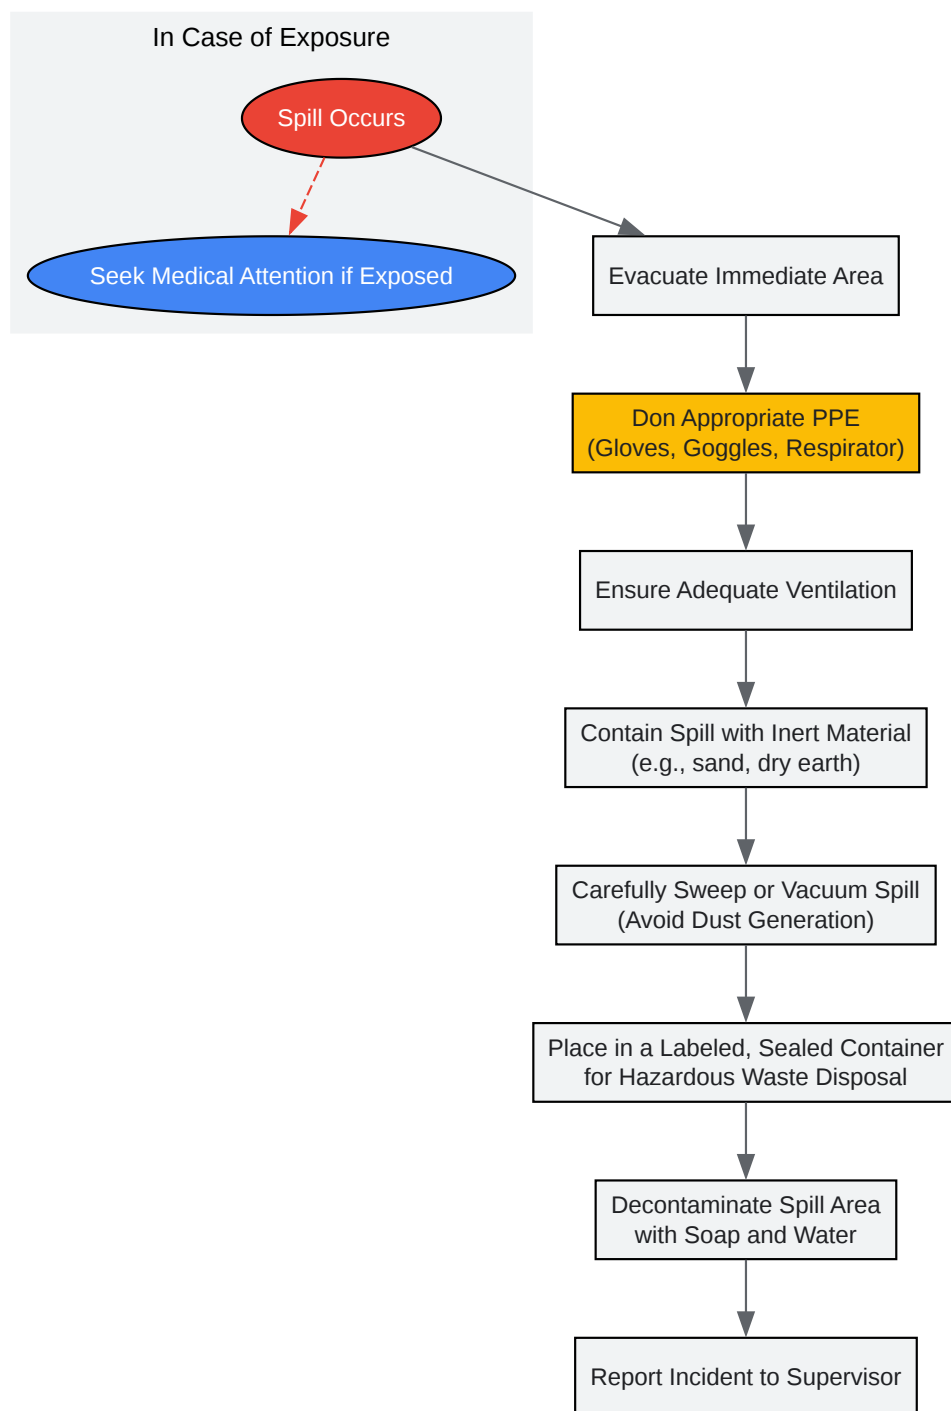 In Case of Exposure
Spill Occurs
Seek Medical Attention if Exposed
Evacuate Immediate Area
Don Appropriate PPE
(Gloves, Goggles, Respirator)
Ensure Adequate Ventilation
Contain Spill with Inert Material
(e.g., sand, dry earth)
Carefully Sweep or Vacuum Spill
(Avoid Dust Generation)
Place in a Labeled, Sealed Container
for Hazardous Waste Disposal
Decontaminate Spill Area
with Soap and Water
Report Incident to Supervisor